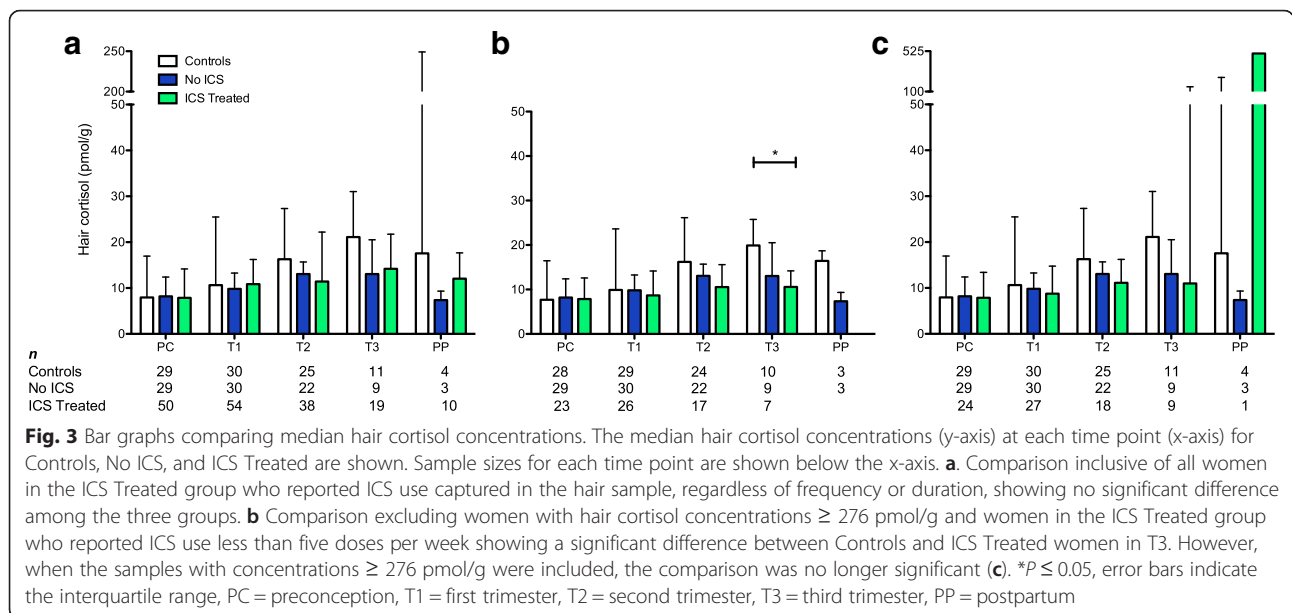 a b c
250
200
150
100
50
50
40
30
20
10
0
Hair cortisol (pmol/g)
Controls
No ICS
ICS Treated
PC T1 T2 T3 PP
50
40
30
20
10
0
*
PC T1 T2 T3 PP
525
100
50
40
30
20
10
0
PC T1 T2 T3 PP
n
Controls 29 30 25 11 4 28 29 24 10 3 29 30 25 11 4
No ICS 29 30 22 9 3 29 30 22 9 3 29 30 22 9 3
ICS Treated 50 54 38 19 10 23 26 17 7 24 27 18 9 1
Fig. 3 Bar graphs comparing median hair cortisol concentrations. The median hair cortisol concentrations (y-axis) at each time point (x-axis) for
Controls, No ICS, and ICS Treated are shown. Sample sizes for each time point are shown below the x-axis. a. Comparison inclusive of all women
in the ICS Treated group who reported ICS use captured in the hair sample, regardless of frequency or duration, showing no significant difference
among the three groups. b Comparison excluding women with hair cortisol concentrations ≥ 276 pmol/g and women in the ICS Treated group
who reported ICS use less than five doses per week showing a significant difference between Controls and ICS Treated women in T3. However,
when the samples with concentrations ≥ 276 pmol/g were included, the comparison was no longer significant (c). *P ≤ 0.05, error bars indicate
the interquartile range, PC = preconception, T1 = first trimester, T2 = second trimester, T3 = third trimester, PP = postpartum